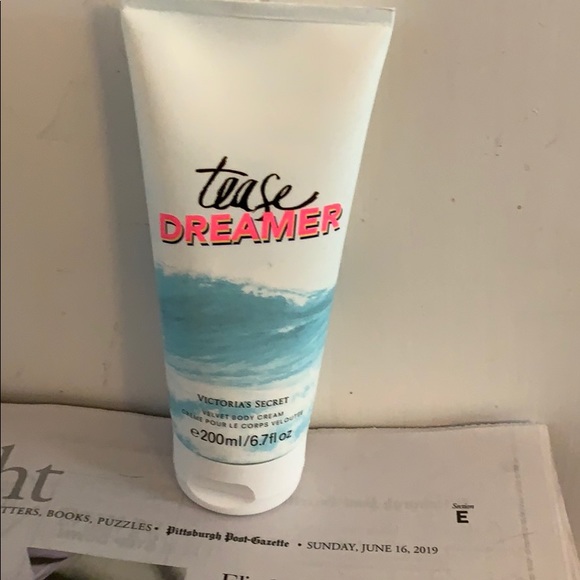 tease
DREAMER
VICTORIA'S SECRET
VELVET BODY CREAM
CRÈME POUR LE CORPS VELOUTÉE
e200ml/6.7fl oz
ht
TTERS, BOOKS, PUZZLES • Pittsburgh Post-Gazette • SUNDAY, JUNE 16, 2019
Section
E